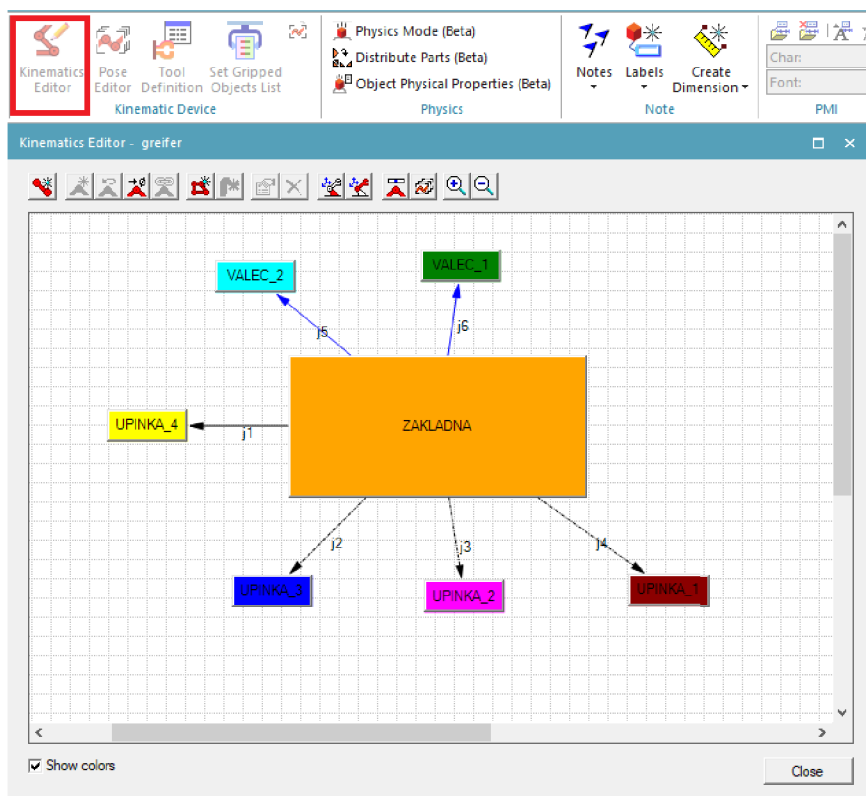 Kinematics Editor
Pose Editor
Tool Definition
Set Gripped Objects List
Kinematic Device
Physics Mode (Beta)
Distribute Parts (Beta)
Object Physical Properties (Beta)
Physics
Notes
Labels
Create Dimension
Note
Char:
Font:
PMI
Kinematics Editor - greifer
VALEC_2
VALEC_1
j5
j6
UPINKA_4
j1
ZAKLADNA
j2
j3
j4
UPINKA_3
UPINKA_2
UPINKA_1
Show colors
Close